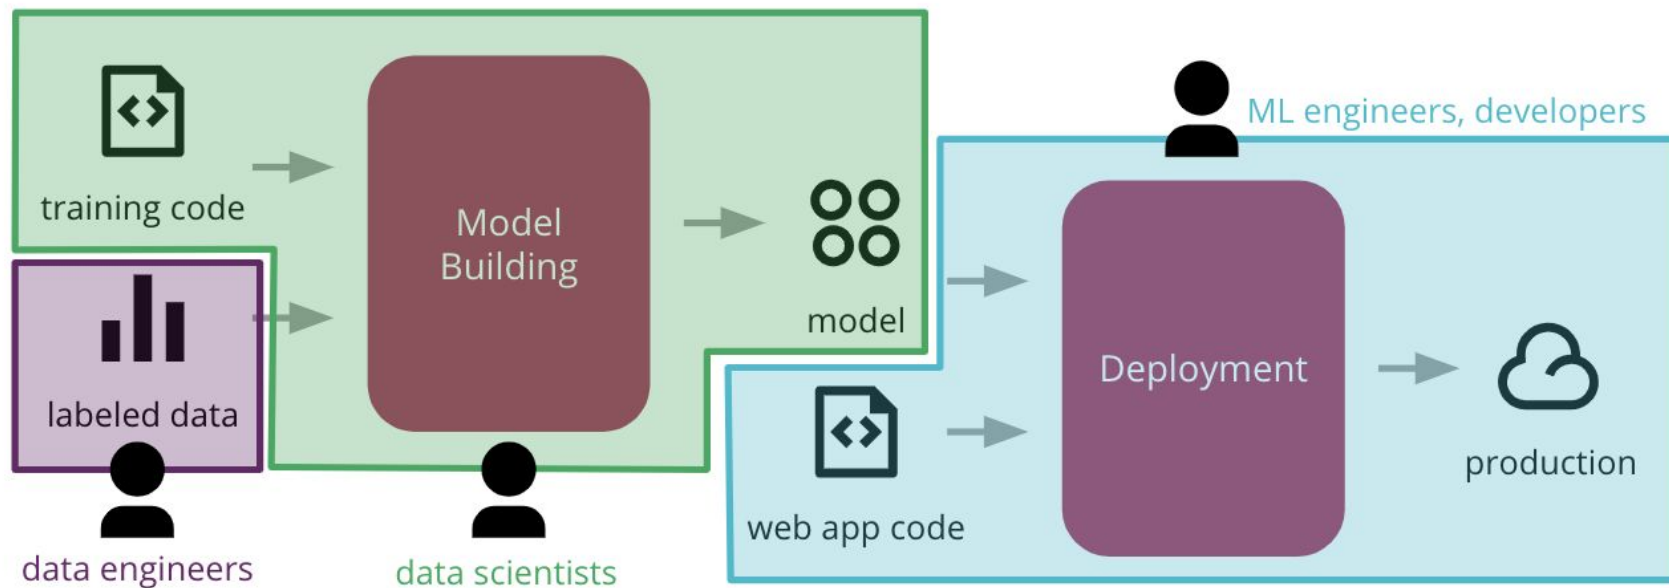 training code
labeled data
data engineers
Model
Building
data scientists
model
ML engineers, developers
web app code
Deployment
production